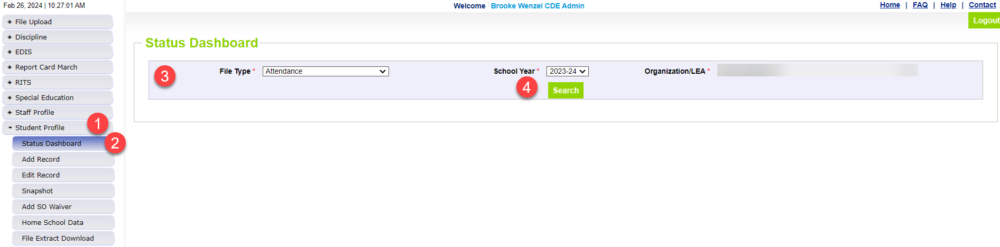 Feb 26, 2024 | 10:27:01 AM
Welcome Brooke Wenzel CDE Admin
Home | FAQ | Help | Contact
Logout
+ File Upload
+ Discipline
+ EDIS
+ Report Card March
+ RITS
+ Special Education
+ Staff Profile
- Student Profile
1
Status Dashboard
2
Add Record
Edit Record
Snapshot
Add SO Waiver
Home School Data
File Extract Download
Status Dashboard
3
File Type * Attendance
School Year * 2023-24
Organization/LEA *
4
Search